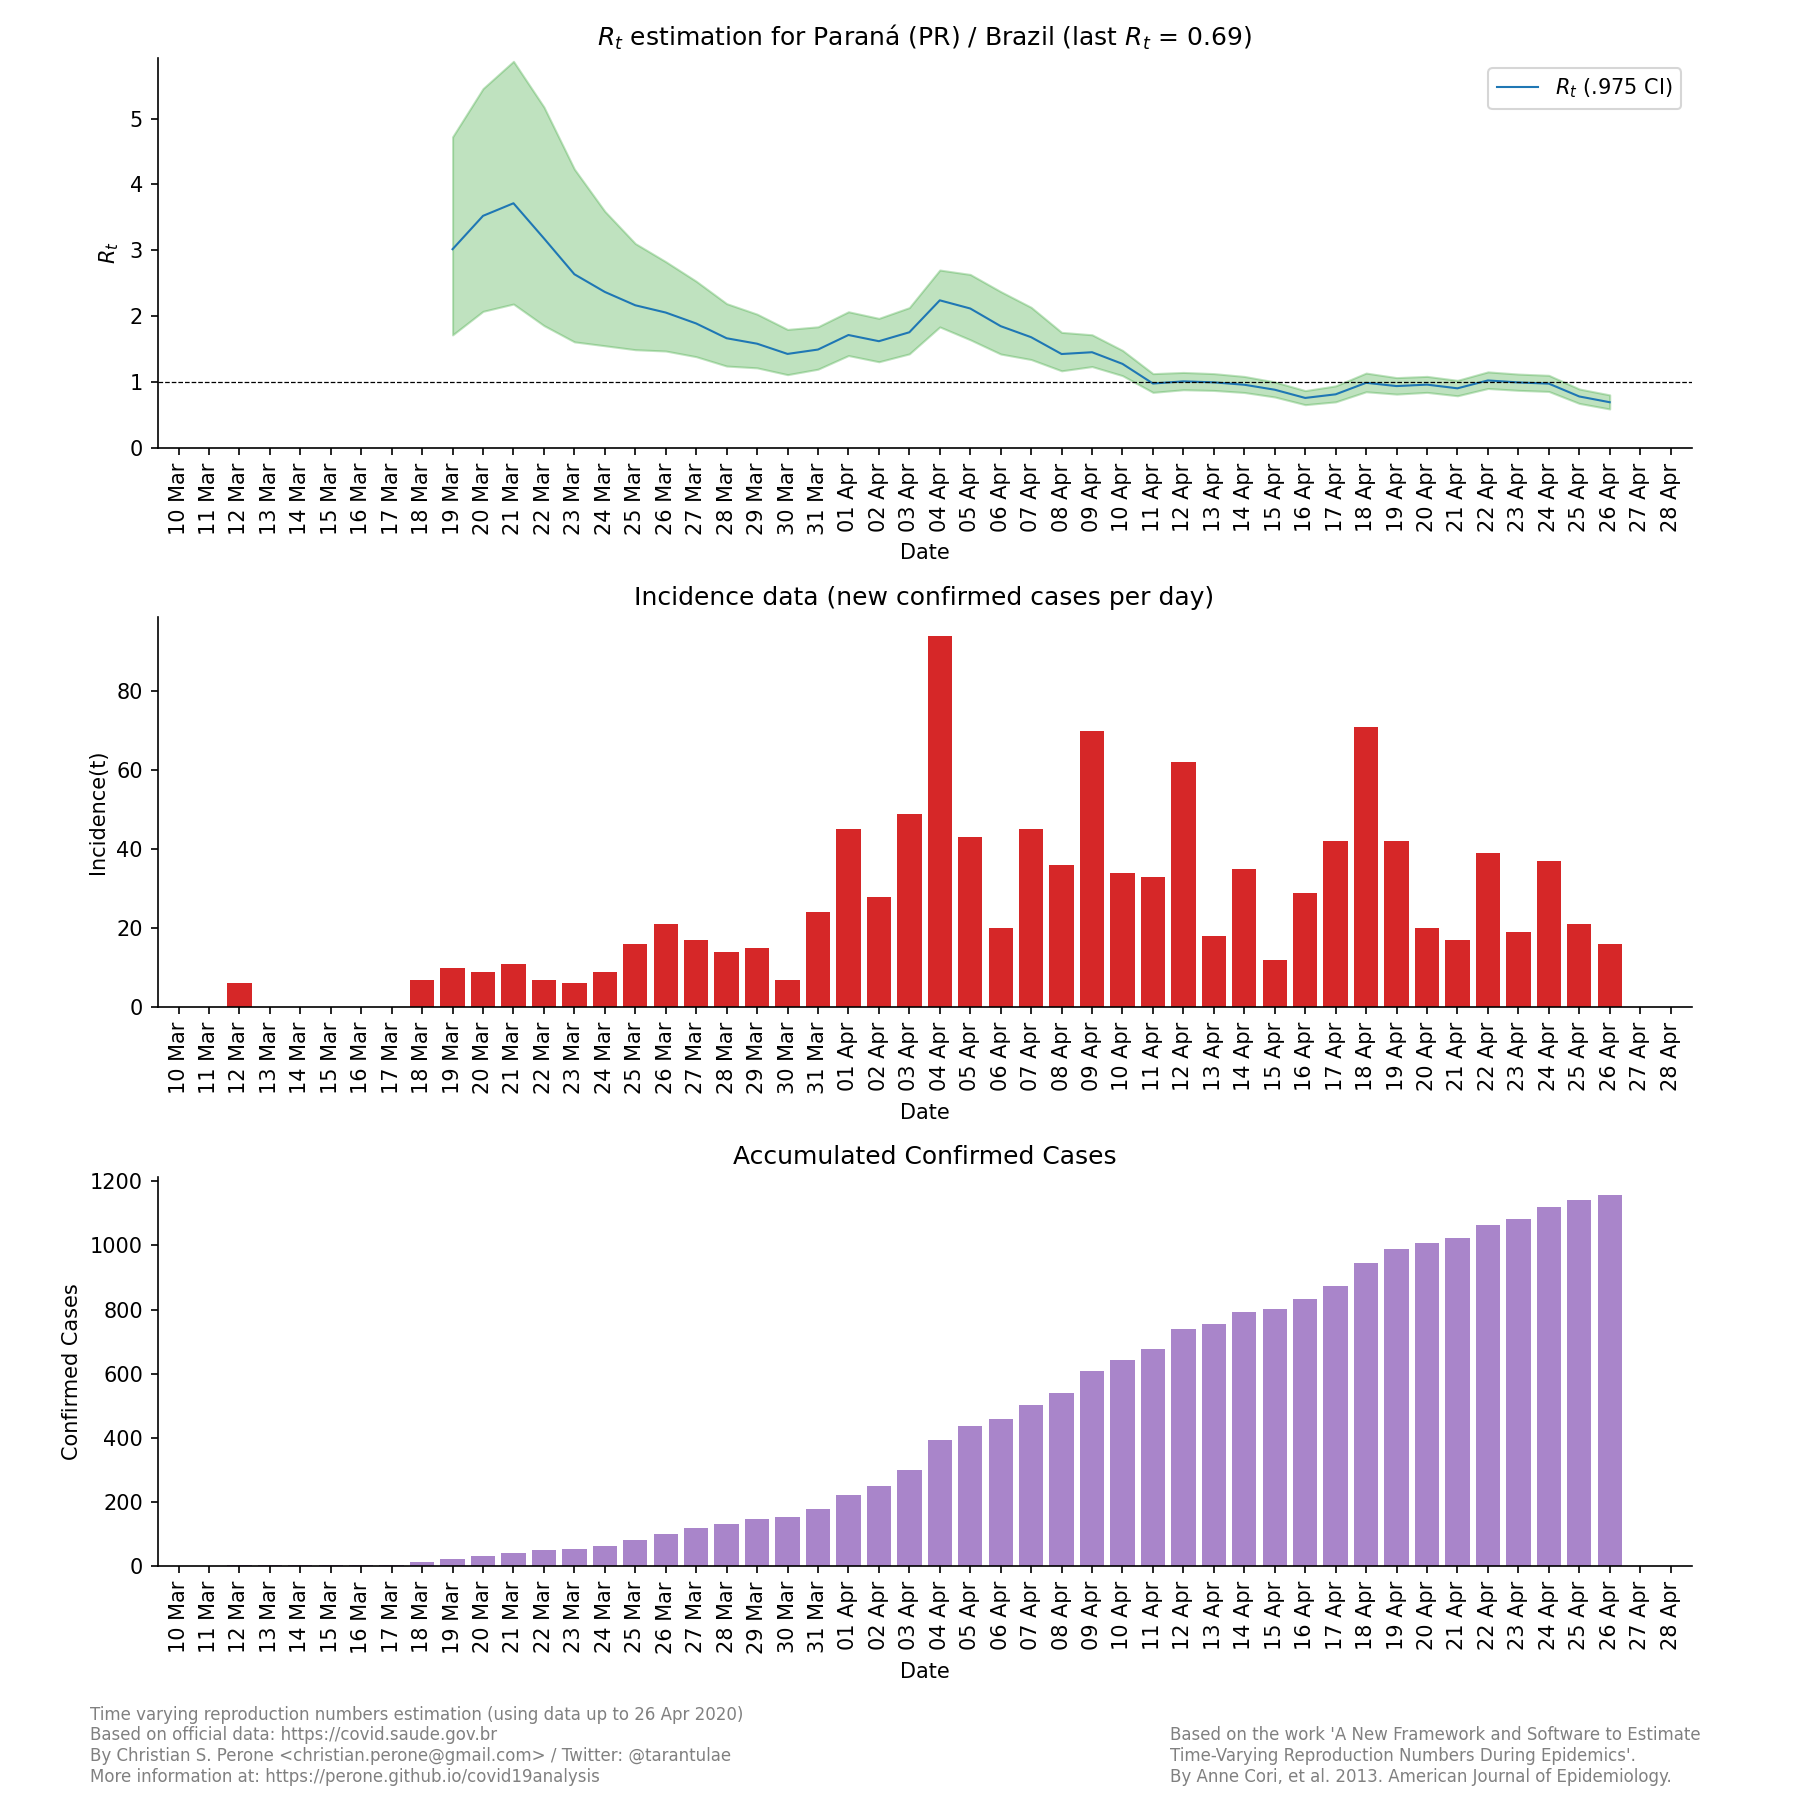 Rt estimation for Paraná (PR) / Brazil (last Rt = 0.69)
Rt (.975 CI)
Rt
5
4
3
2
1
0
10 Mar 11 Mar 12 Mar 13 Mar 14 Mar 15 Mar 16 Mar 17 Mar 18 Mar 19 Mar 20 Mar 21 Mar 22 Mar 23 Mar 24 Mar 25 Mar 26 Mar 27 Mar 28 Mar 29 Mar 30 Mar 31 Mar 01 Apr 02 Apr 03 Apr 04 Apr 05 Apr 06 Apr 07 Apr 08 Apr 09 Apr 10 Apr 11 Apr 12 Apr 13 Apr 14 Apr 15 Apr 16 Apr 17 Apr 18 Apr 19 Apr 20 Apr 21 Apr 22 Apr 23 Apr 24 Apr 25 Apr 26 Apr 27 Apr 28 Apr
Date
Incidence data (new confirmed cases per day)
Incidence(t)
80
60
40
20
0
10 Mar 11 Mar 12 Mar 13 Mar 14 Mar 15 Mar 16 Mar 17 Mar 18 Mar 19 Mar 20 Mar 21 Mar 22 Mar 23 Mar 24 Mar 25 Mar 26 Mar 27 Mar 28 Mar 29 Mar 30 Mar 31 Mar 01 Apr 02 Apr 03 Apr 04 Apr 05 Apr 06 Apr 07 Apr 08 Apr 09 Apr 10 Apr 11 Apr 12 Apr 13 Apr 14 Apr 15 Apr 16 Apr 17 Apr 18 Apr 19 Apr 20 Apr 21 Apr 22 Apr 23 Apr 24 Apr 25 Apr 26 Apr 27 Apr 28 Apr
Date
Accumulated Confirmed Cases
Confirmed Cases
1200
1000
800
600
400
200
0
10 Mar 11 Mar 12 Mar 13 Mar 14 Mar 15 Mar 16 Mar 17 Mar 18 Mar 19 Mar 20 Mar 21 Mar 22 Mar 23 Mar 24 Mar 25 Mar 26 Mar 27 Mar 28 Mar 29 Mar 30 Mar 31 Mar 01 Apr 02 Apr 03 Apr 04 Apr 05 Apr 06 Apr 07 Apr 08 Apr 09 Apr 10 Apr 11 Apr 12 Apr 13 Apr 14 Apr 15 Apr 16 Apr 17 Apr 18 Apr 19 Apr 20 Apr 21 Apr 22 Apr 23 Apr 24 Apr 25 Apr 26 Apr 27 Apr 28 Apr
Date
Time varying reproduction numbers estimation (using data up to 26 Apr 2020)
Based on official data: https://covid.saude.gov.br
By Christian S. Perone <christian.perone@gmail.com> / Twitter: @tarantulae
More information at: https://perone.github.io/covid19analysis
Based on the work 'A New Framework and Software to Estimate
Time-Varying Reproduction Numbers During Epidemics'.
By Anne Cori, et al. 2013. American Journal of Epidemiology.